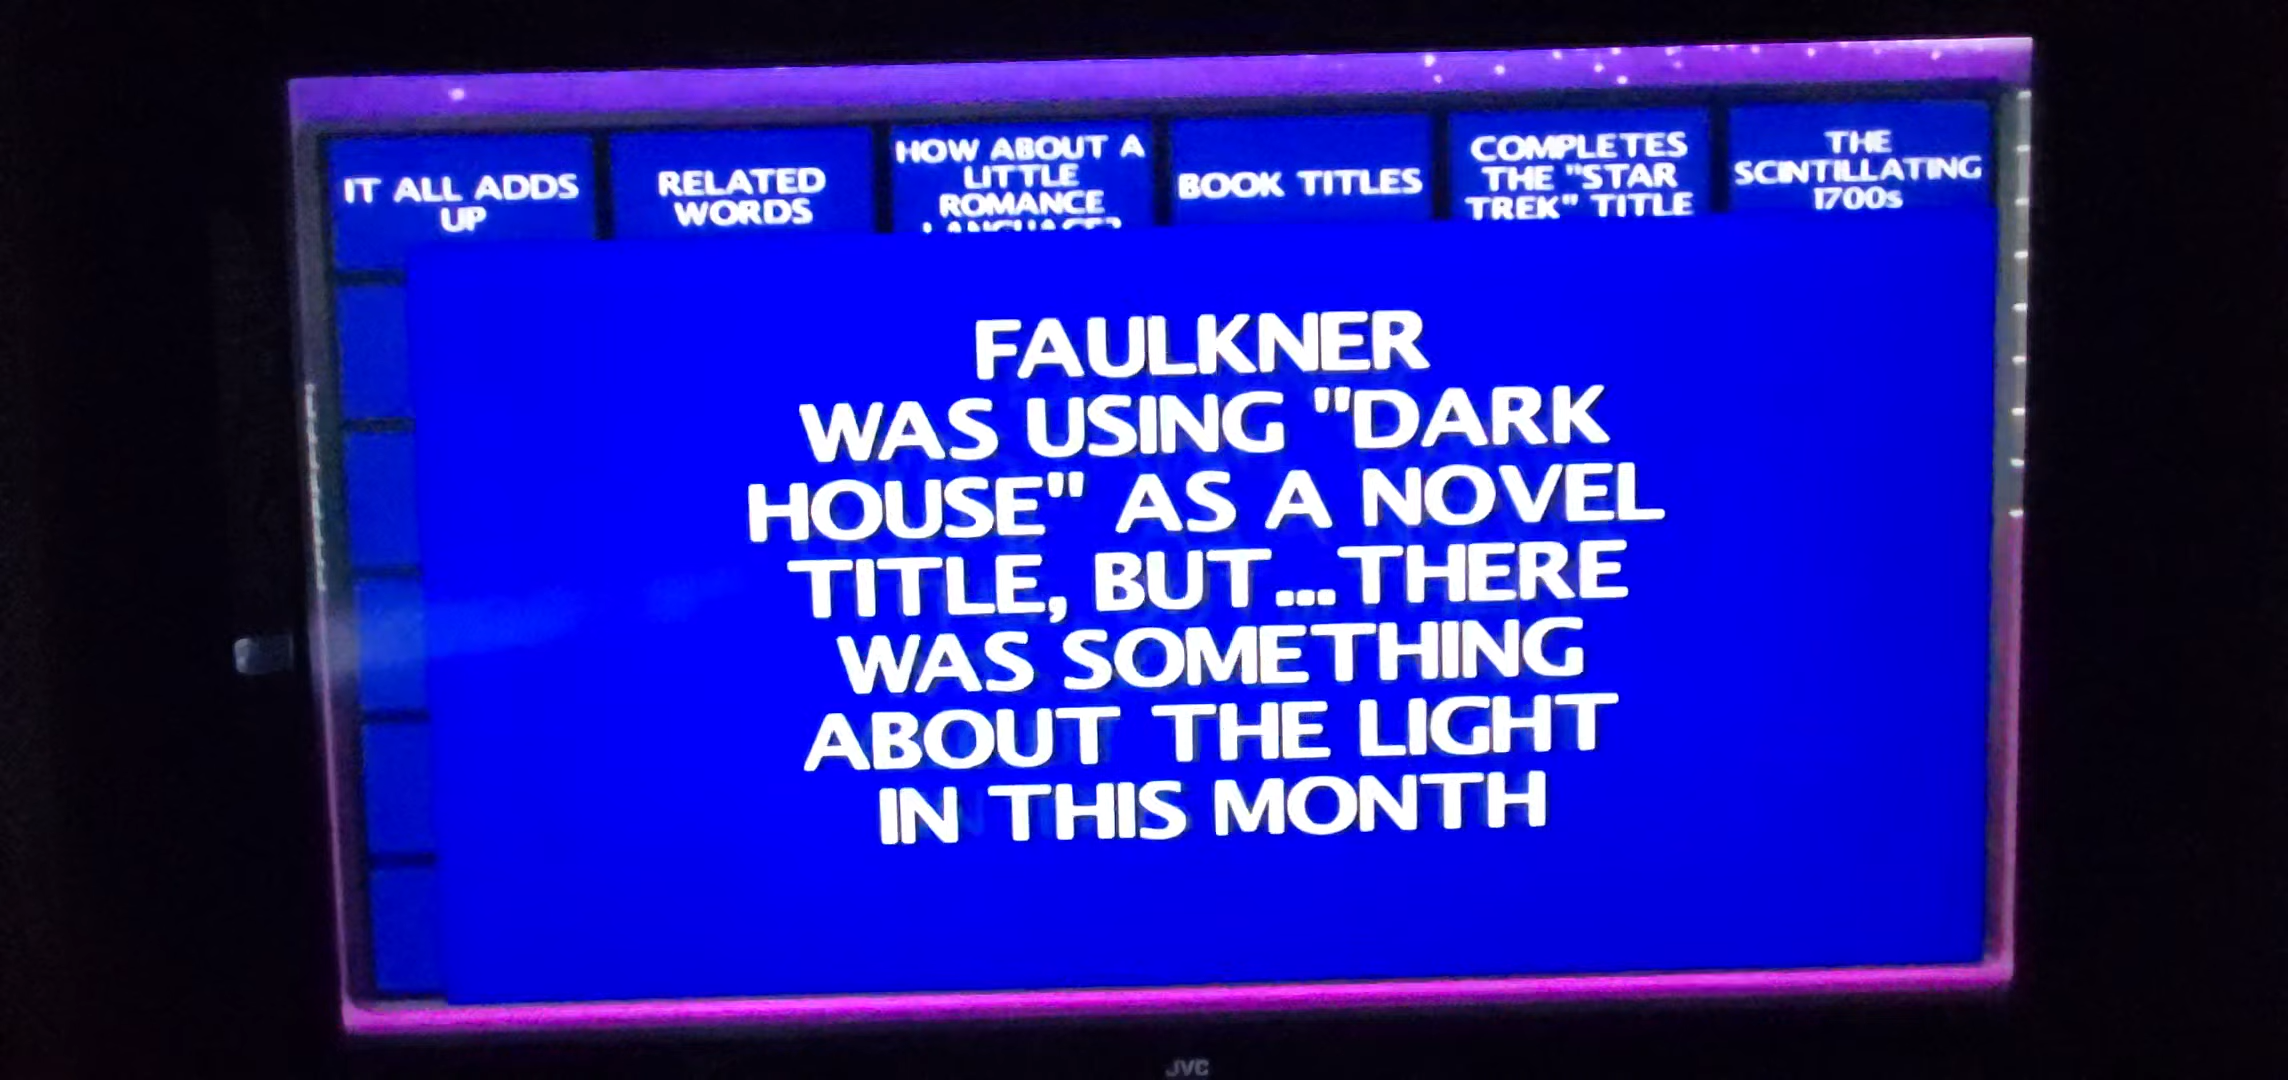 IT ALL ADDS
UP
RELATED
WORDS
HOW ABOUT A
LITTLE
ROMANCE
LANGUAGE?
BOOK TITLES
COMPLETES
THE "STAR
TREK" TITLE
THE
SCINTILLATING
1700s
FAULKNER
WAS USING "DARK
HOUSE" AS A NOVEL
TITLE, BUT...THERE
WAS SOMETHING
ABOUT THE LIGHT
IN THIS MONTH
JVC